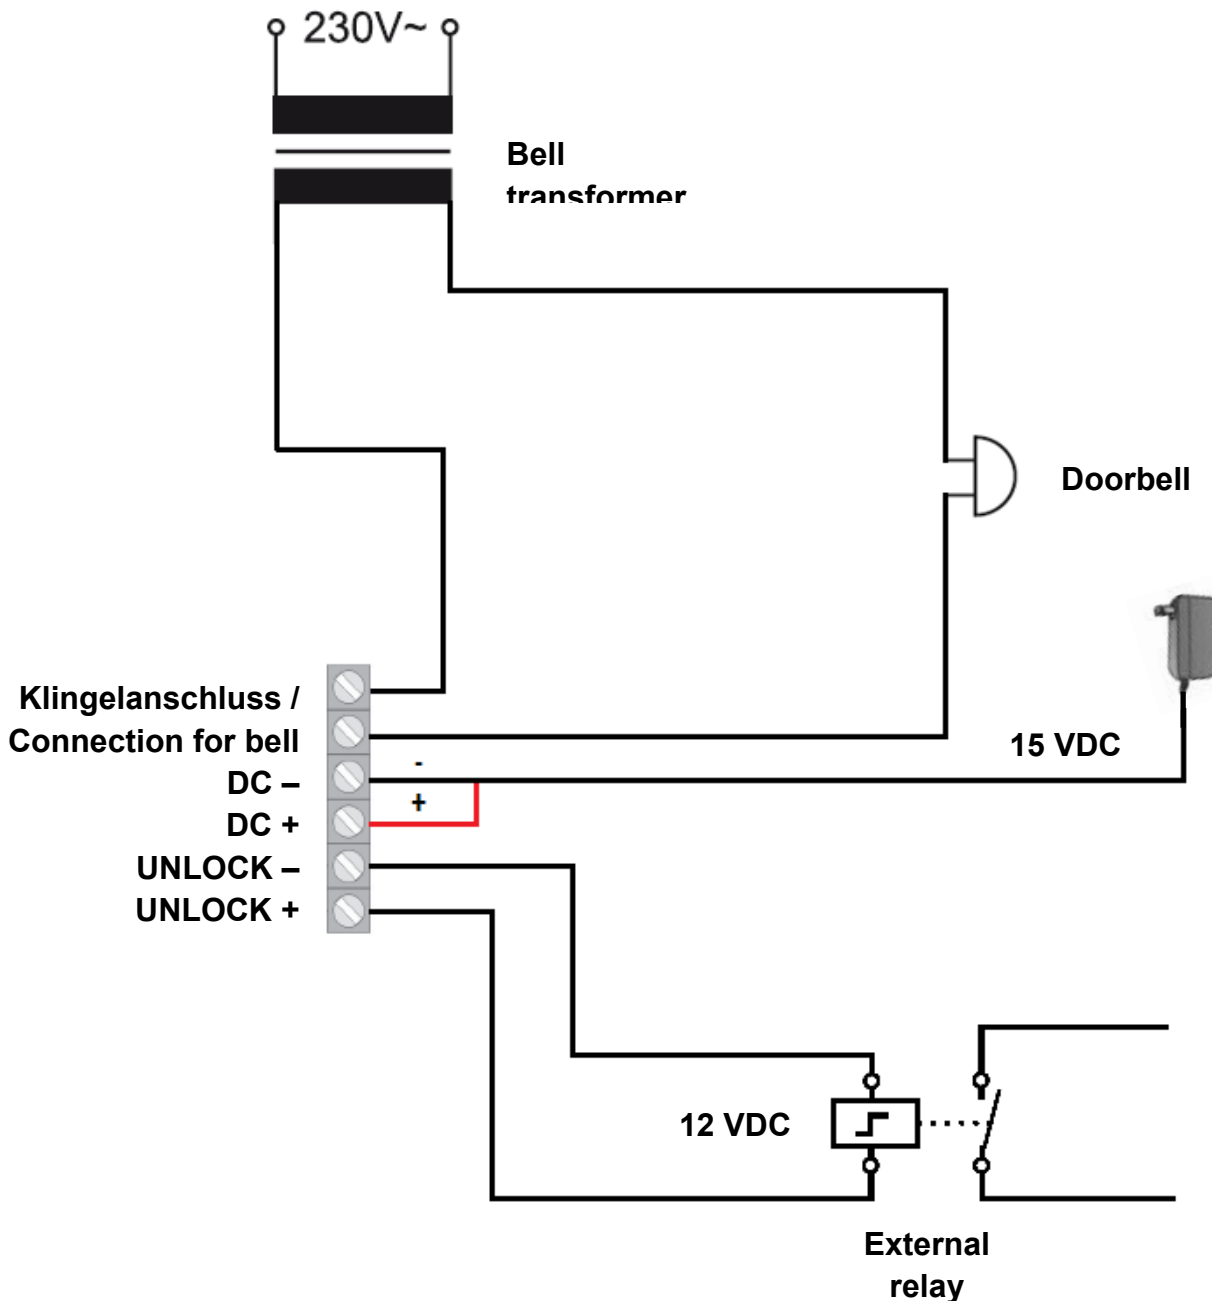 230V~
Bell
transformer
Doorbell
Klingelanschluss /
Connection for bell
15 VDC
-
DC –
+
DC +
UNLOCK –
UNLOCK +
12 VDC
External
relay